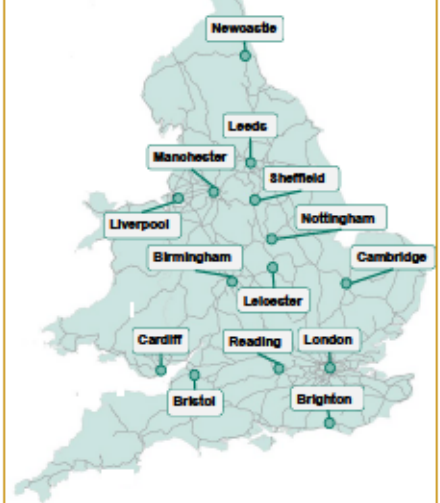 Newcastle
Leeds
Manchester
Sheffield
Liverpool
Nottingham
Birmingham
Cambridge
Leicester
Cardiff
Reading
London
Bristol
Brighton